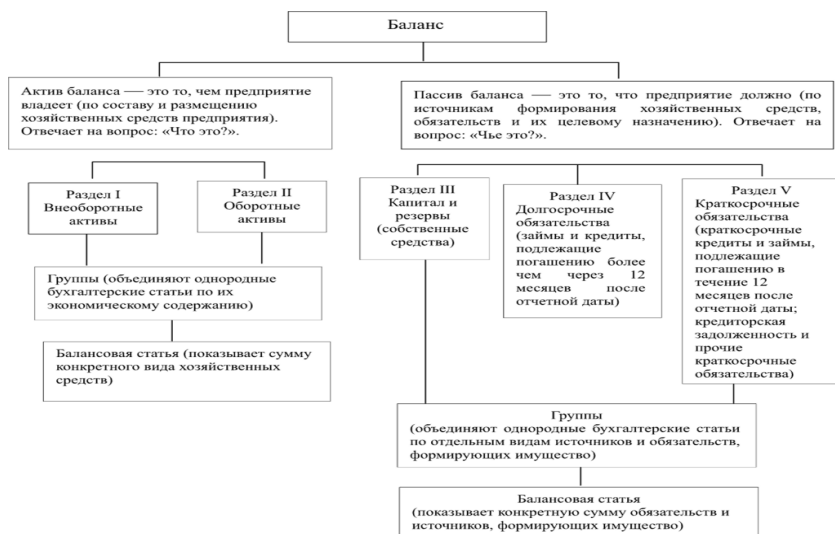 Баланс
Актив баланса — это то, чем предприятие
владеет (по составу и размещению
хозяйственных средств предприятия).
Отвечает на вопрос: «Что это?».
Пассив баланса — это то, что предприятие должно (по
источникам формирования хозяйственных средств,
обязательств и их целевому назначению). Отвечает на
вопрос: «Чье это?».
Раздел I
Внеоборотные
активы
Раздел II
Оборотные
активы
Группы (объединяют однородные
бухгалтерские статьи по их
экономическому содержанию)
Балансовая статья (показывает сумму
конкретного вида хозяйственных
средств)
Раздел III
Капитал и
резервы
(собственные
средства)
Раздел IV
Долгосрочные
обязательства
(займы и кредиты,
подлежащие
погашению более
чем через 12
месяцев после
отчетной даты)
Раздел V
Краткосрочные
обязательства
(краткосрочные
кредиты и займы,
подлежащие
погашению в
течение 12
месяцев после
отчетной даты;
кредиторская
задолженность и
прочие
краткосрочные
обязательства)
Группы
(объединяют однородные бухгалтерские статьи
по отдельным видам источников и обязательств,
формирующих имущество)
Балансовая статья
(показывает конкретную сумму обязательств и
источников, формирующих имущество)